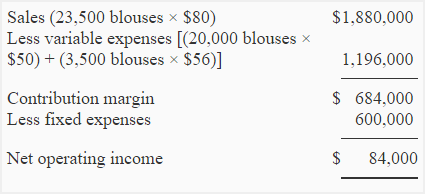 Sales (23,500 blouses × $80) $1,880,000
Less variable expenses [(20,000 blouses ×
$50) + (3,500 blouses × $56)] 1,196,000
Contribution margin $ 684,000
Less fixed expenses 600,000
Net operating income $ 84,000